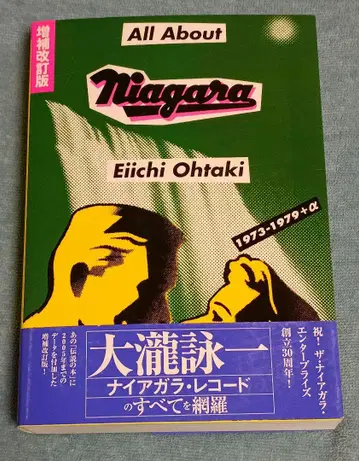 増補改訂版
All About
Niagara
Eiichi Ohtaki
1973-1979+α
祝！ザ・ナイアガラ・
エンタープライズ
創立30周年！
大瀧詠一
ナイアガラ・レコード
のすべてを網羅
あの「伝説の本」に
2005年までの
データを付加した
増補改訂版！